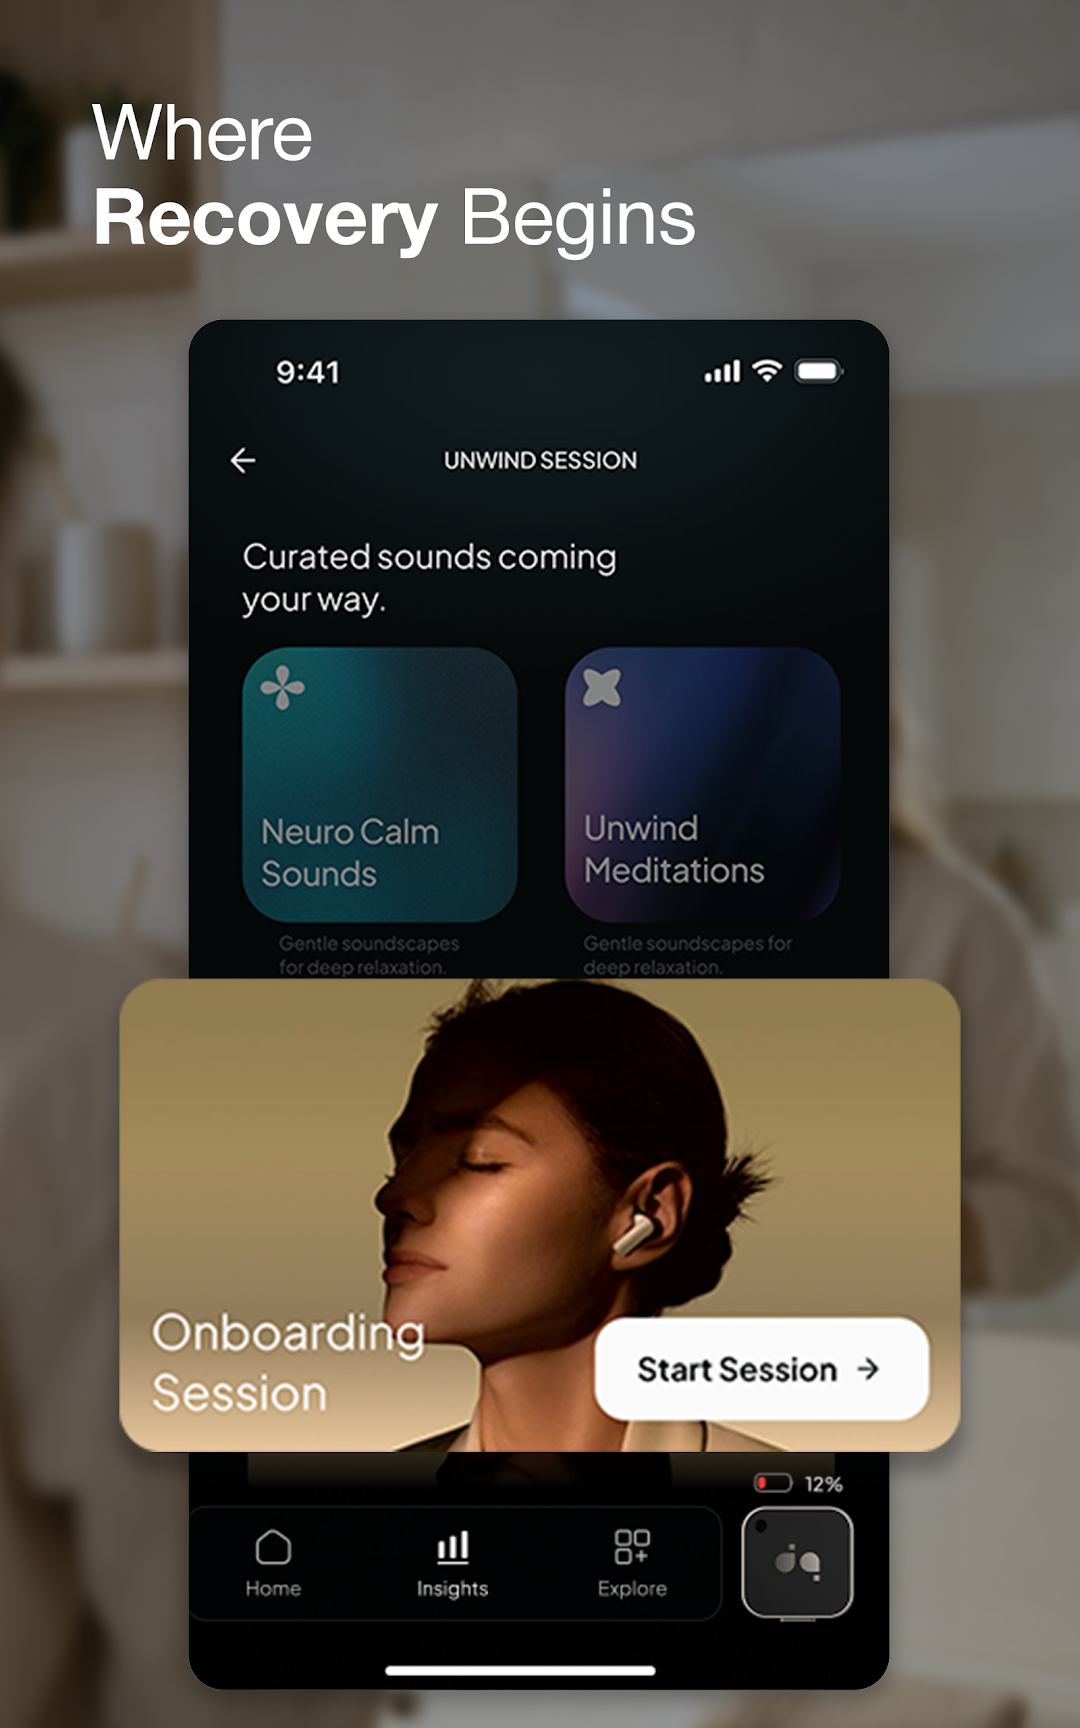 Where
Recovery Begins
9:41
UNWIND SESSION
Curated sounds coming
your way.
Neuro Calm
Sounds
Unwind
Meditations
Gentle soundscapes
for deep relaxation.
Gentle soundscapes for
deep relaxation.
Onboarding
Session
Start Session →
12%
Home
Insights
Explore